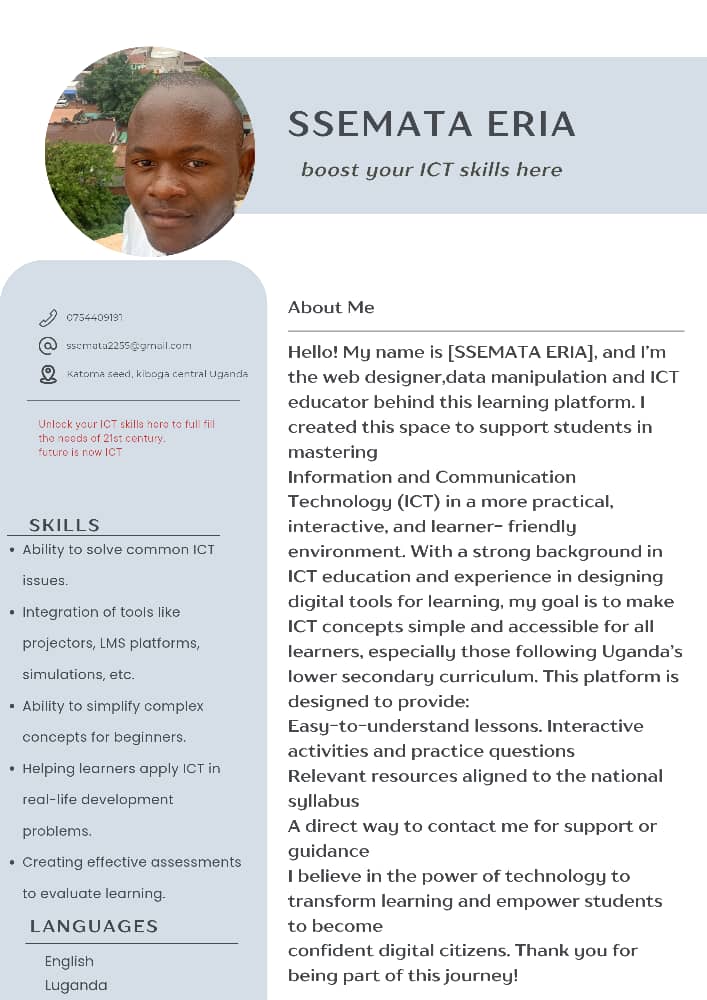 SSEMATA ERIA
boost your ICT skills here
0754409191
ssemata2255@gmail.com
Katoma seed, kiboga central Uganda
Unlock your ICT skills here to full fill
the needs of 21st century.
future is now ICT
SKILLS
• Ability to solve common ICT
issues.
• Integration of tools like
projectors, LMS platforms,
simulations, etc.
• Ability to simplify complex
concepts for beginners.
• Helping learners apply ICT in
real-life development
problems.
• Creating effective assessments
to evaluate learning.
LANGUAGES
English
Luganda
About Me
Hello! My name is [SSEMATA ERIA], and I'm
the web designer,data manipulation and ICT
educator behind this learning platform. I
created this space to support students in
mastering
Information and Communication
Technology (ICT) in a more practical,
interactive, and learner- friendly
environment. With a strong background in
ICT education and experience in designing
digital tools for learning, my goal is to make
ICT concepts simple and accessible for all
learners, especially those following Uganda's
lower secondary curriculum. This platform is
designed to provide:
Easy-to-understand lessons. Interactive
activities and practice questions
Relevant resources aligned to the national
syllabus
A direct way to contact me for support or
guidance
I believe in the power of technology to
transform learning and empower students
to become
confident digital citizens. Thank you for
being part of this journey!